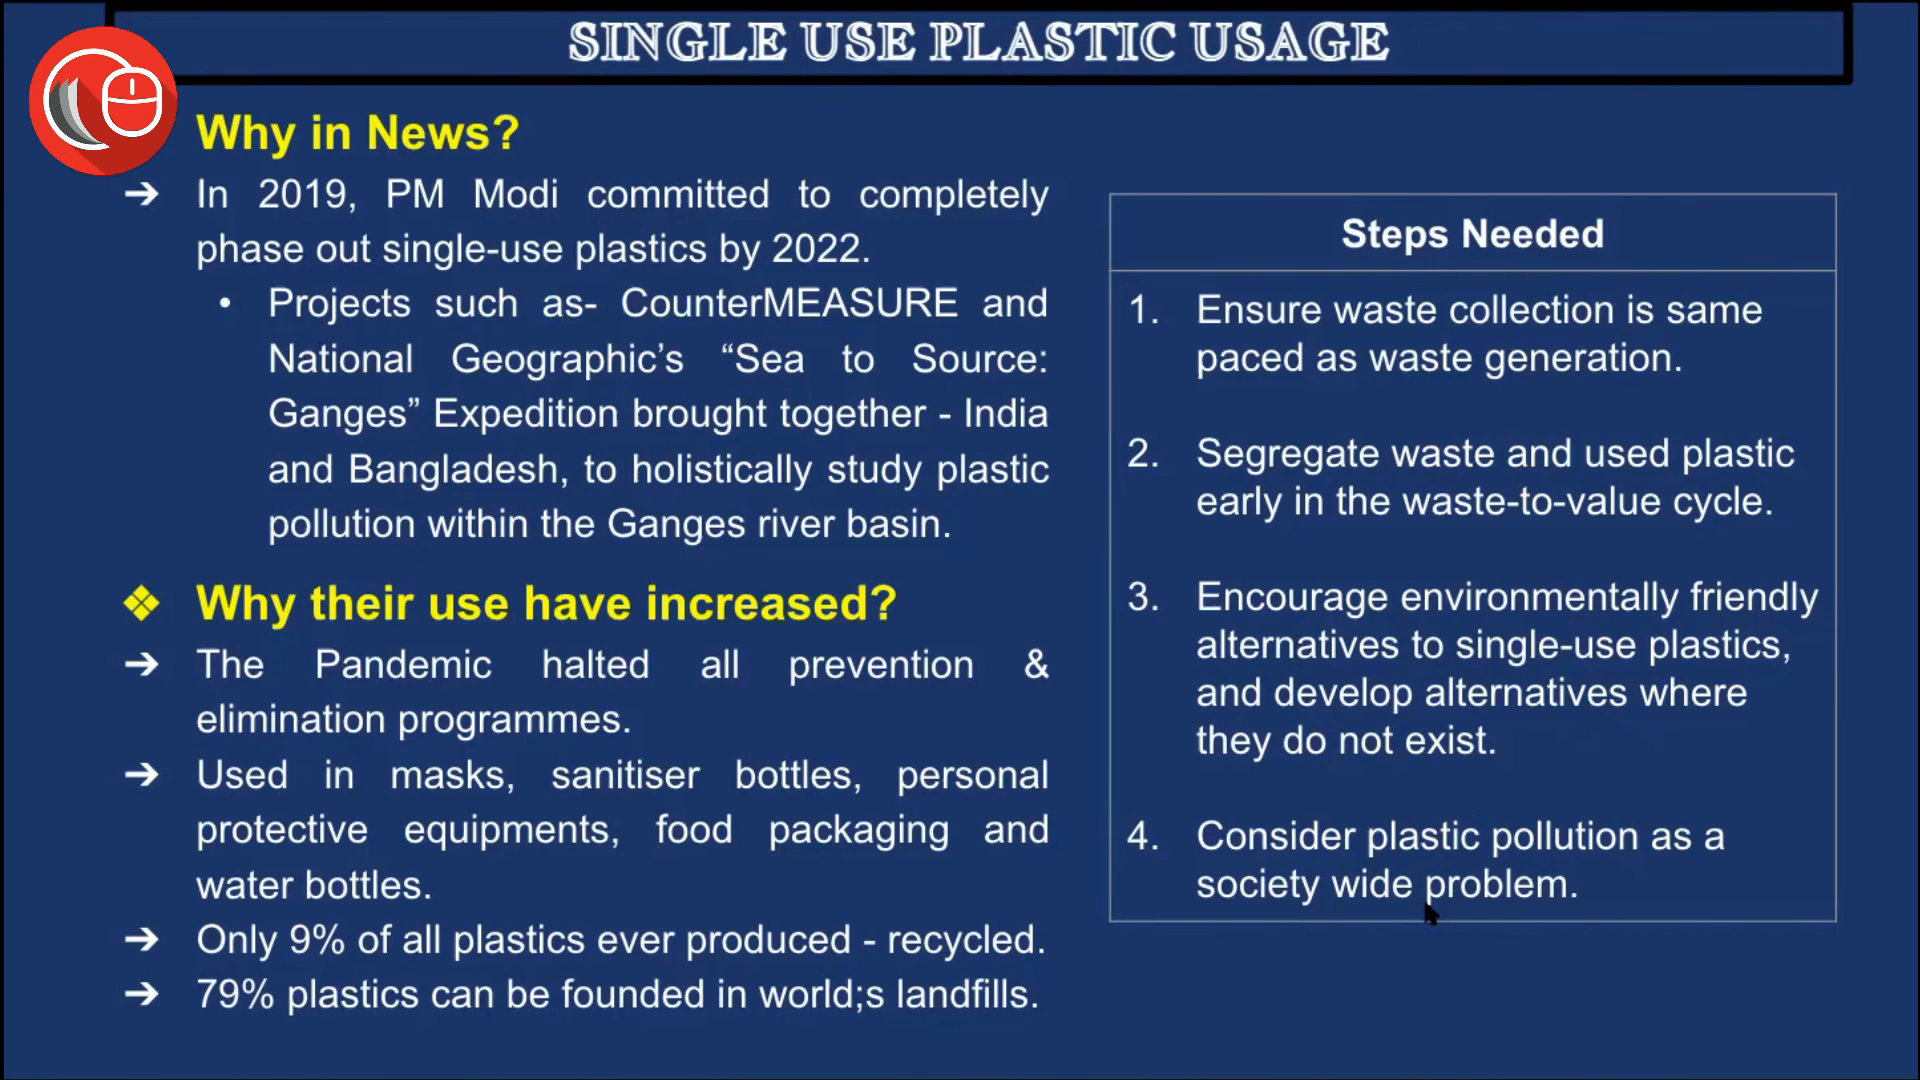 SINGLE USE PLASTIC USAGE
Why in News?
➔ In 2019, PM Modi committed to completely
phase out single-use plastics by 2022.
• Projects such as- CounterMEASURE and
National Geographic’s “Sea to Source:
Ganges” Expedition brought together - India
and Bangladesh, to holistically study plastic
pollution within the Ganges river basin.
❖ Why their use have increased?
➔ The Pandemic halted all prevention &
elimination programmes.
➔ Used in masks, sanitiser bottles, personal
protective equipments, food packaging and
water bottles.
➔ Only 9% of all plastics ever produced - recycled.
➔ 79% plastics can be founded in world;s landfills.
Steps Needed
1. Ensure waste collection is same
paced as waste generation.
2. Segregate waste and used plastic
early in the waste-to-value cycle.
3. Encourage environmentally friendly
alternatives to single-use plastics,
and develop alternatives where
they do not exist.
4. Consider plastic pollution as a
society wide problem.